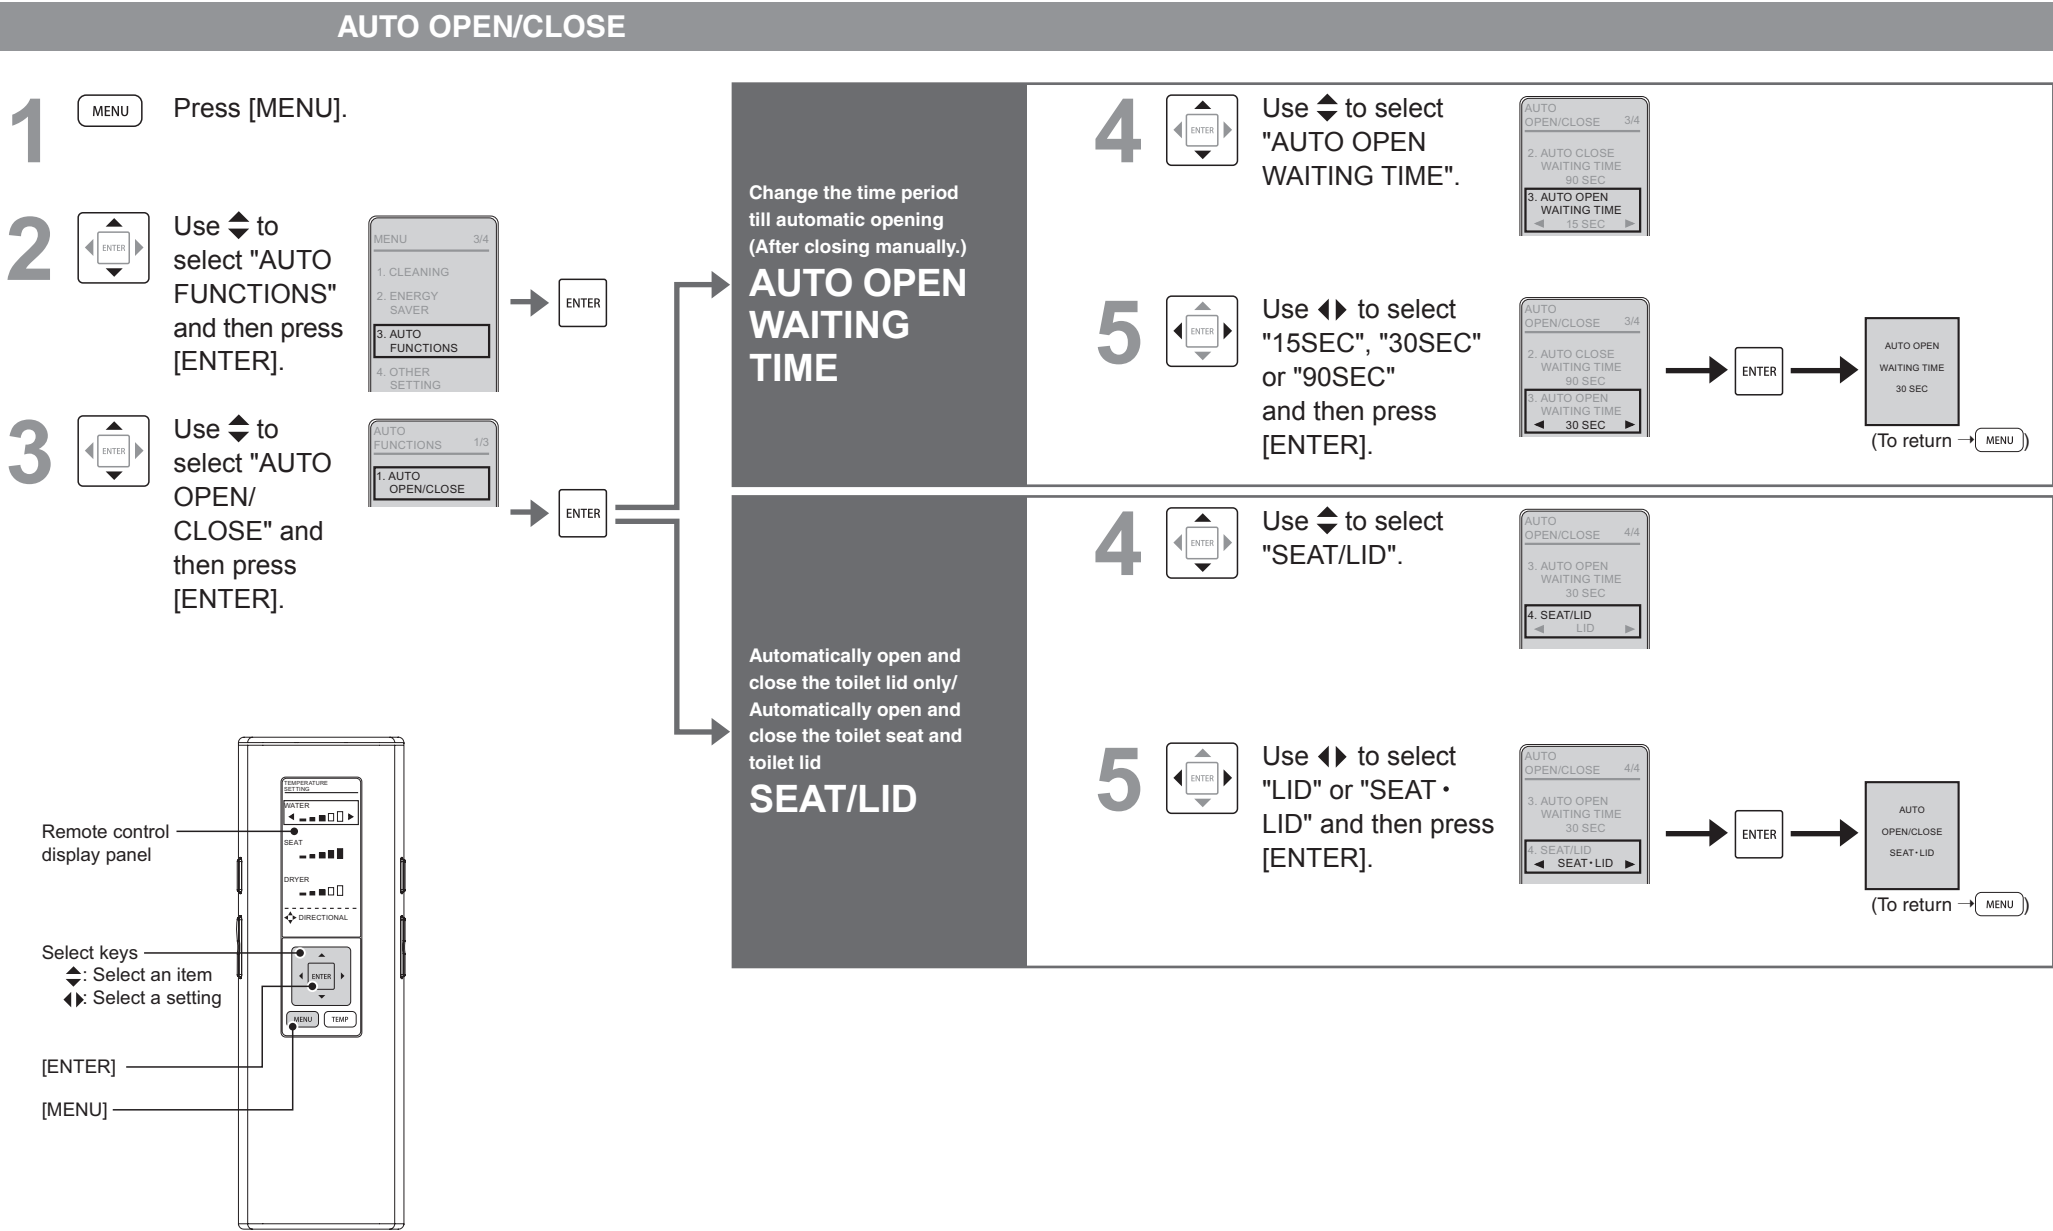 AUTO OPEN/CLOSE
1
MENU
Press [MENU].
2
ENTER
Use ◆ to
select "AUTO
FUNCTIONS"
and then press
[ENTER].
MENU 3/4
1. CLEANING
2. ENERGY
SAVER
3. AUTO
FUNCTIONS
4. OTHER
SETTING
ENTER
3
ENTER
Use ◆ to
select "AUTO
OPEN/
CLOSE" and
then press
[ENTER].
AUTO
FUNCTIONS 1/3
1. AUTO
OPEN/CLOSE
ENTER
Change the time period
till automatic opening
(After closing manually.)
AUTO OPEN
WAITING
TIME
4
ENTER
Use ◆ to select
"AUTO OPEN
WAITING TIME".
AUTO
OPEN/CLOSE 3/4
2. AUTO CLOSE
WAITING TIME
90 SEC
3. AUTO OPEN
WAITING TIME
◀ 15 SEC ▶
5
ENTER
Use ◀▶ to select
"15SEC", "30SEC"
or "90SEC"
and then press
[ENTER].
AUTO
OPEN/CLOSE 3/4
2. AUTO CLOSE
WAITING TIME
90 SEC
3. AUTO OPEN
WAITING TIME
◀ 30 SEC ▶
ENTER
AUTO OPEN
WAITING TIME
30 SEC
(To return → MENU)
Automatically open and
close the toilet lid only/
Automatically open and
close the toilet seat and
toilet lid
SEAT/LID
4
ENTER
Use ◆ to select
"SEAT/LID".
AUTO
OPEN/CLOSE 4/4
3. AUTO OPEN
WAITING TIME
30 SEC
4. SEAT/LID
◀ LID ▶
5
ENTER
Use ◀▶ to select
"LID" or "SEAT・
LID" and then press
[ENTER].
AUTO
OPEN/CLOSE 4/4
3. AUTO OPEN
WAITING TIME
30 SEC
4. SEAT/LID
◀ SEAT・LID ▶
ENTER
AUTO
OPEN/CLOSE
SEAT・LID
(To return → MENU)
Remote control
display panel
Select keys
◆: Select an item
◀▶: Select a setting
[ENTER]
[MENU]
TEMPERATURE
SETTING
WATER
SEAT
DRYER
DIRECTIONAL
ENTER
MENU TEMP